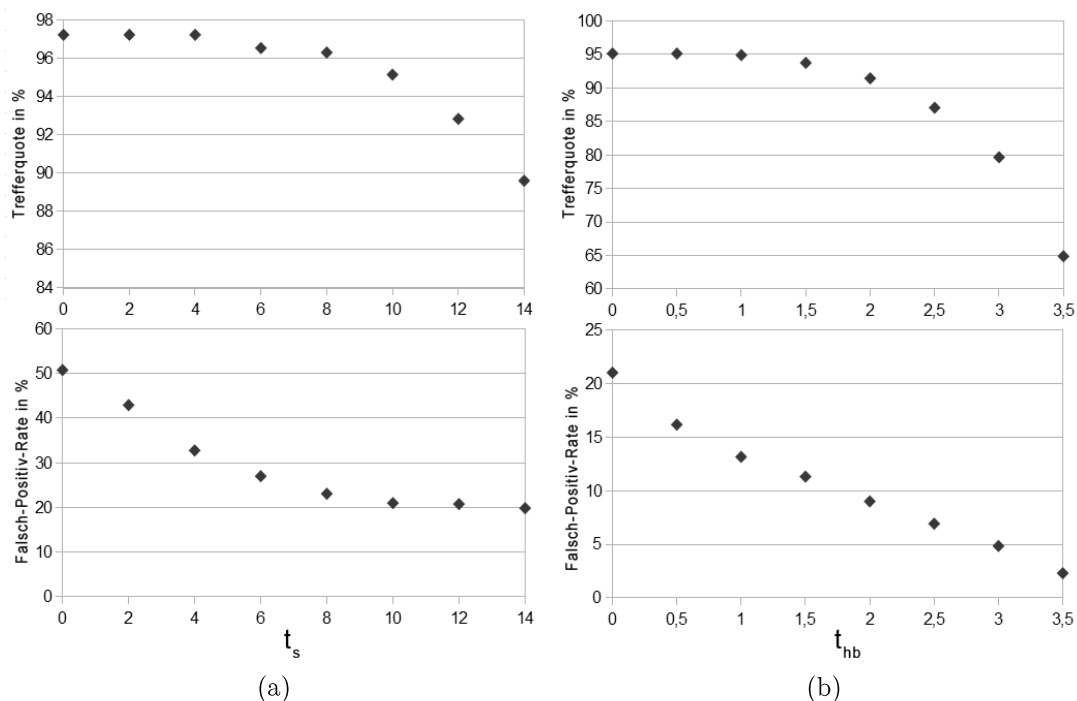 Trefferquote in %
98
96
94
92
90
88
86
84
0 2 4 6 8 10 12 14
Falsch-Positiv-Rate in %
60
50
40
30
20
10
0
0 2 4 6 8 10 12 14
t_s
(a)
Trefferquote in %
100
95
90
85
80
75
70
65
60
0 0,5 1 1,5 2 2,5 3 3,5
Falsch-Positiv-Rate in %
25
20
15
10
5
0
0 0,5 1 1,5 2 2,5 3 3,5
t_hb
(b)